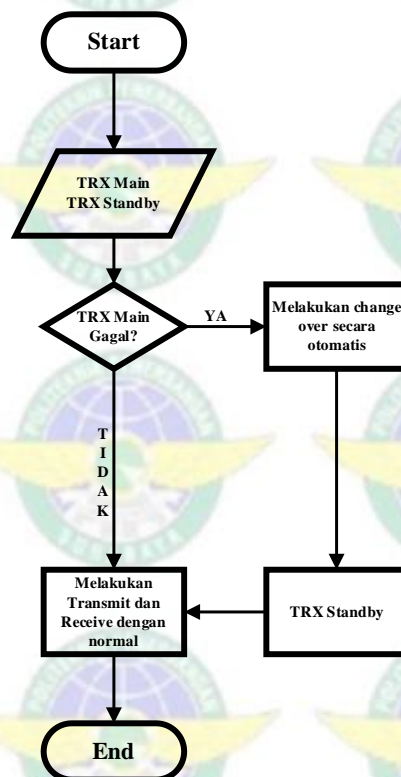 Start
TRX Main
TRX Standby
TRX Main
Gagal?
YA
Melakukan change
over secara
otomatis
T
I
D
A
K
Melakukan
Transmit dan
Receive dengan
normal
TRX Standby
End